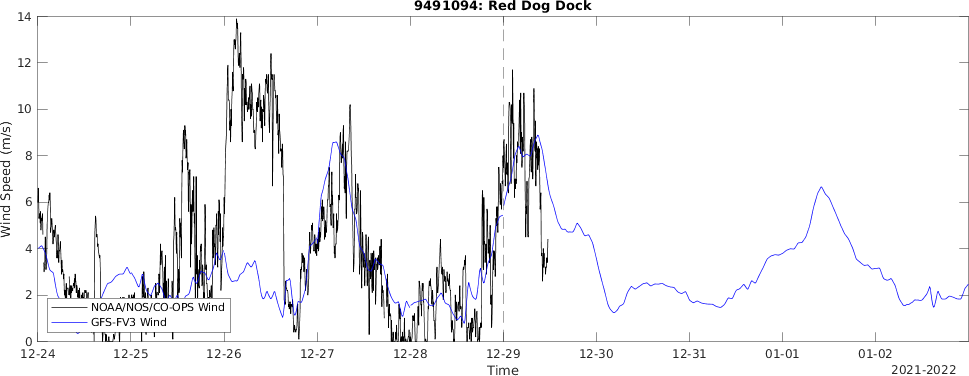 9491094: Red Dog Dock
14
12
10
8
6
4
2
0
Wind Speed (m/s)
NOAA/NOS/CO-OPS Wind
GFS-FV3 Wind
12-24 12-25 12-26 12-27 12-28 12-29 12-30 12-31 01-01 01-02
Time
2021-2022